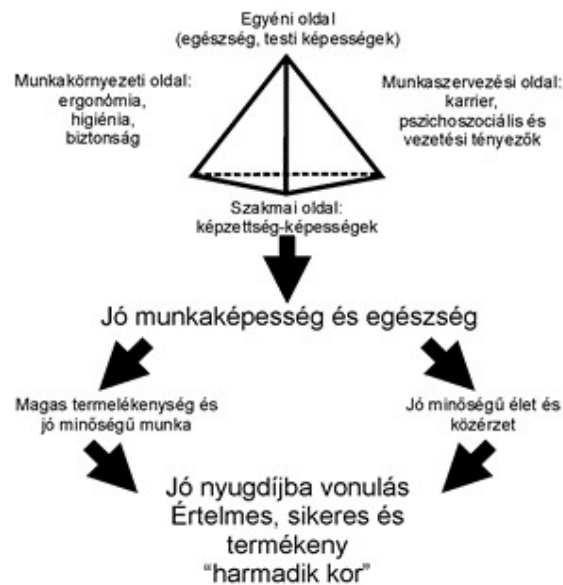 Egyéni oldal
(egészség, testi képességek)
Munkakörnyezeti oldal:
ergonómia,
higiénia,
biztonság
Munkaszervezési oldal:
karrier,
pszichoszociális és
vezetési tényezők
Szakmai oldal:
képzettség-képességek
Jó munkaképesség és egészség
Magas termelékenység és
jó minőségű munka
Jó minőségű élet és
közérzet
Jó nyugdíjba vonulás
Értelmes, sikeres és
termékeny
“harmadik kor”